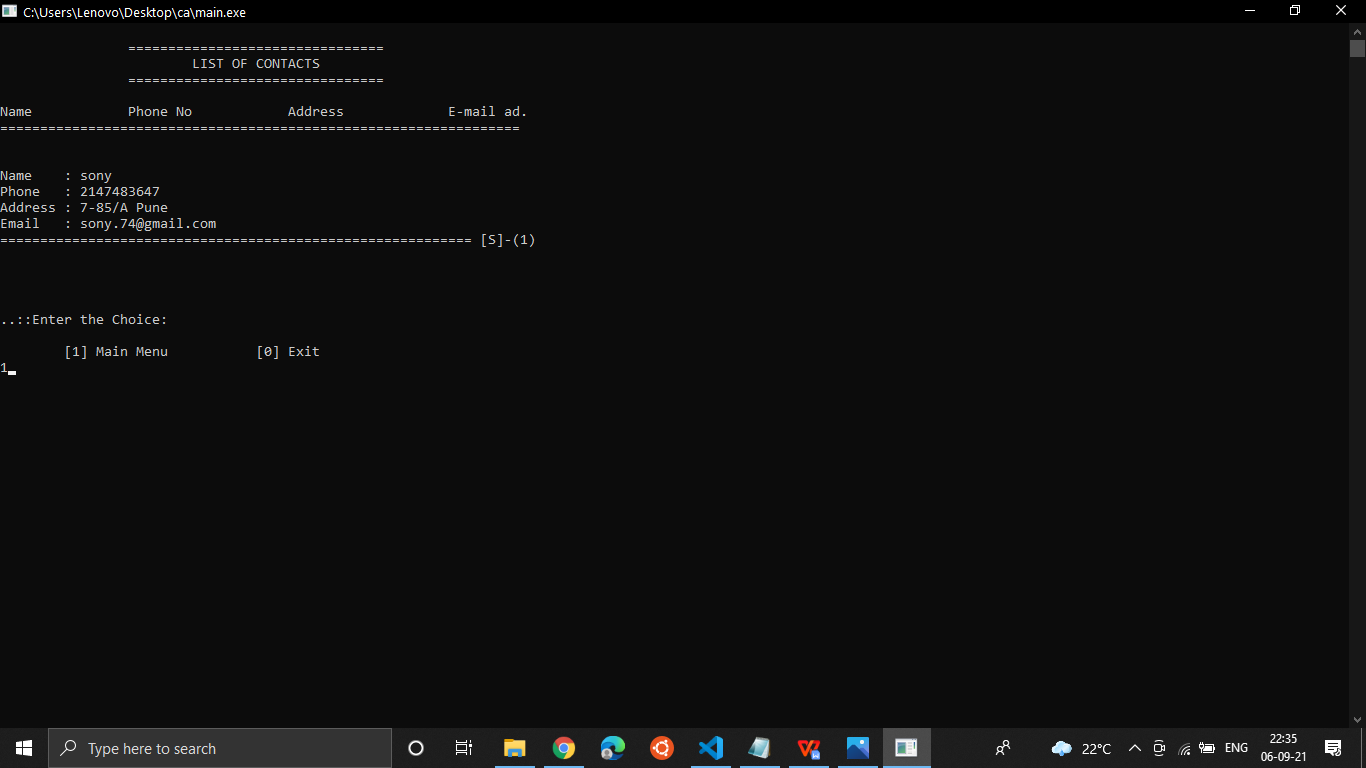 C:\Users\Lenovo\Desktop\ca\main.exe
================================
LIST OF CONTACTS
================================
Name Phone No Address E-mail ad.
=================================================================
Name : sony
Phone : 2147483647
Address : 7-85/A Pune
Email : sony.74@gmail.com
=========================================================== [S]-(1)
..::Enter the Choice:
[1] Main Menu [0] Exit
1
Type here to search
22°C
ENG
22:35
06-09-21